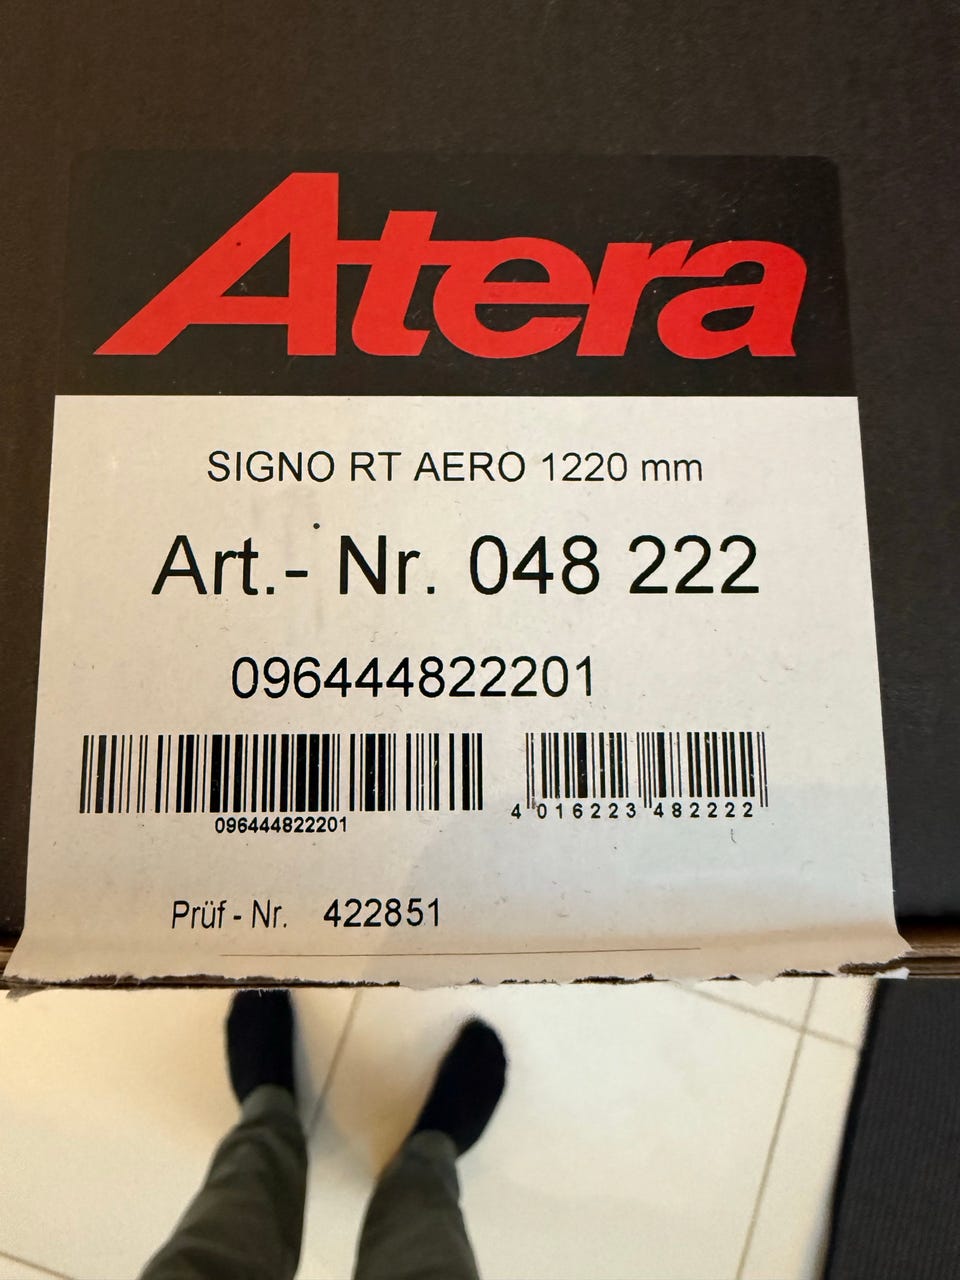 Atera
SIGNO RT AERO 1220 mm
Art.- Nr. 048 222
096444822201
096444822201
4 016223 482222
Prüf - Nr. 422851